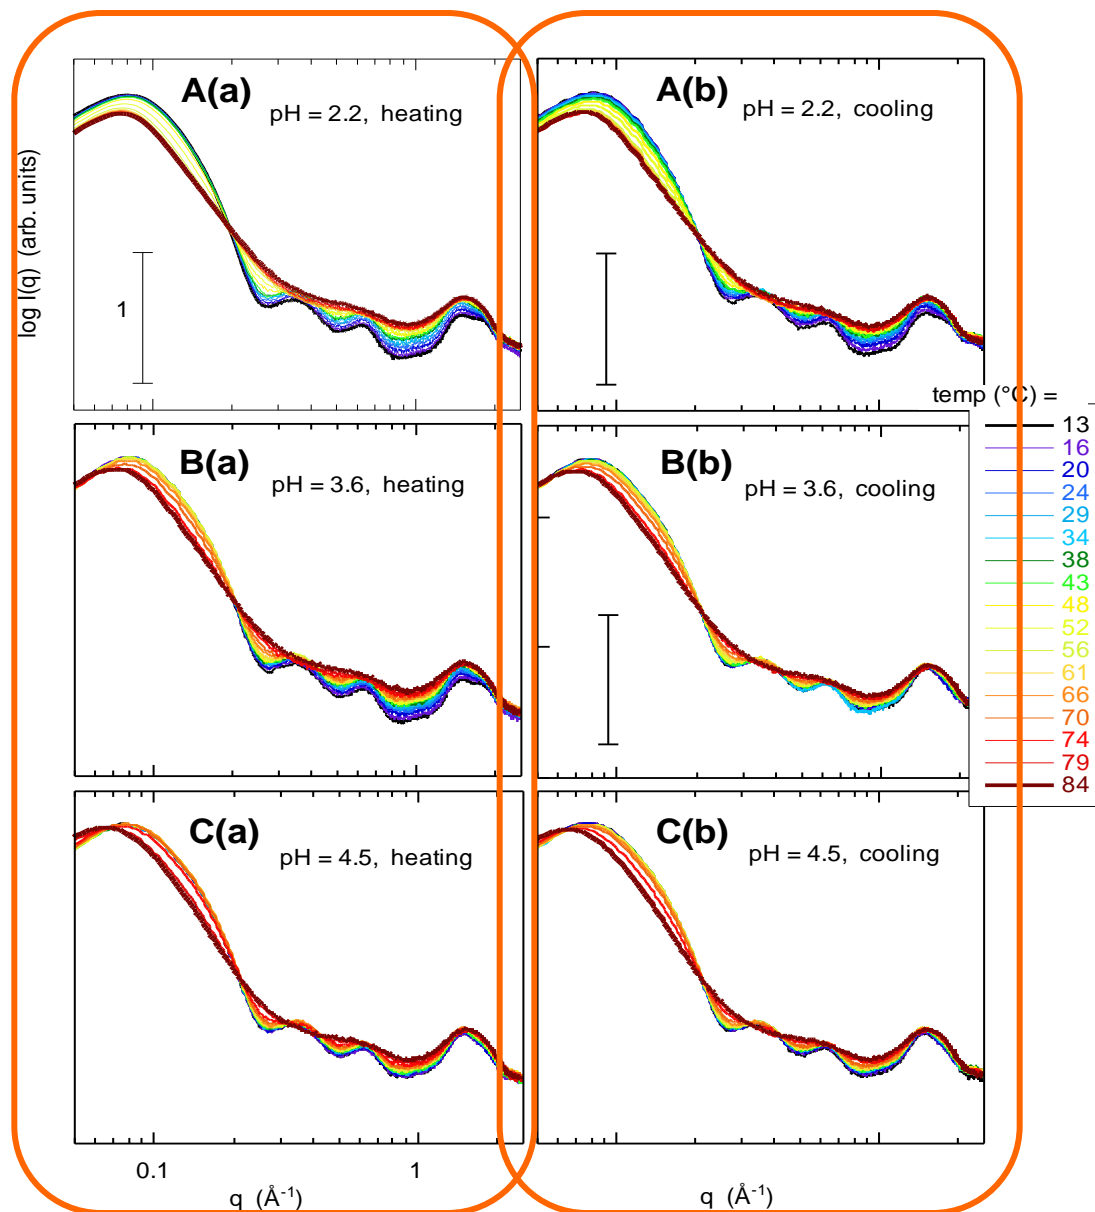 A(a)
pH = 2.2, heating
A(b)
pH = 2.2, cooling
log I(q) (arb. units)
1
temp (°C) = _
13
16
20
24
29
34
38
43
48
52
56
61
66
70
74
79
84
B(a)
pH = 3.6, heating
B(b)
pH = 3.6, cooling
C(a)
pH = 4.5, heating
C(b)
pH = 4.5, cooling
0.1 1
q (Å⁻¹)
q (Å⁻¹)